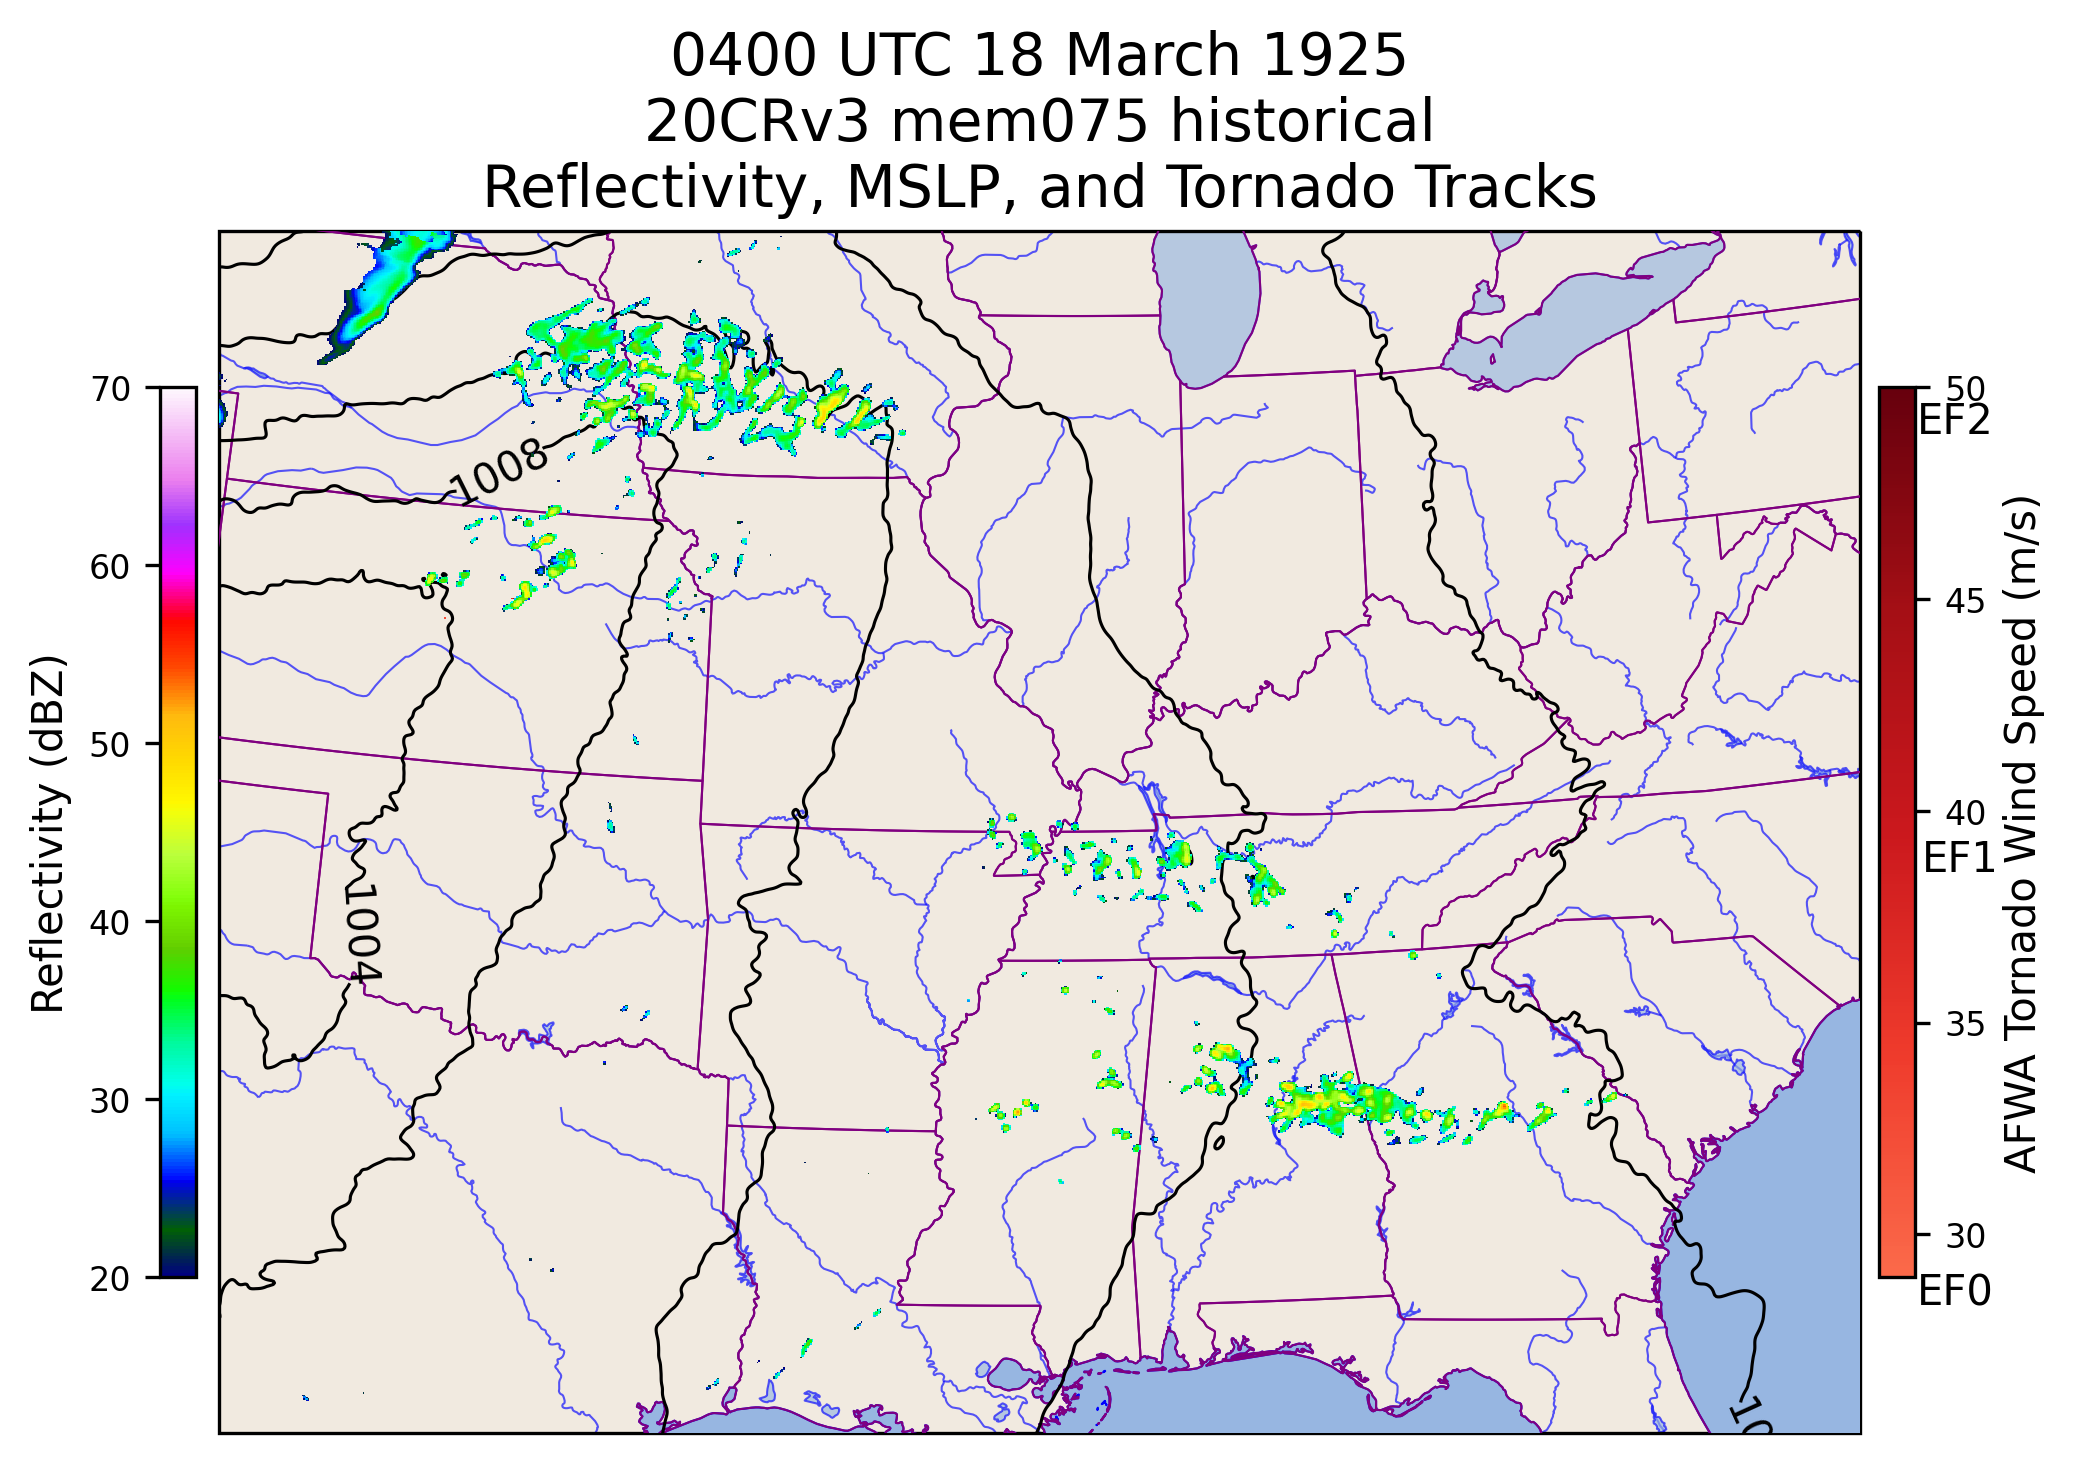 0400 UTC 18 March 1925
20CRv3 mem075 historical
Reflectivity, MSLP, and Tornado Tracks
70
60
50
40
30
20
Reflectivity (dBZ)
1008
1004
10
50
EF2
45
40
EF1
35
30
EF0
AFWA Tornado Wind Speed (m/s)